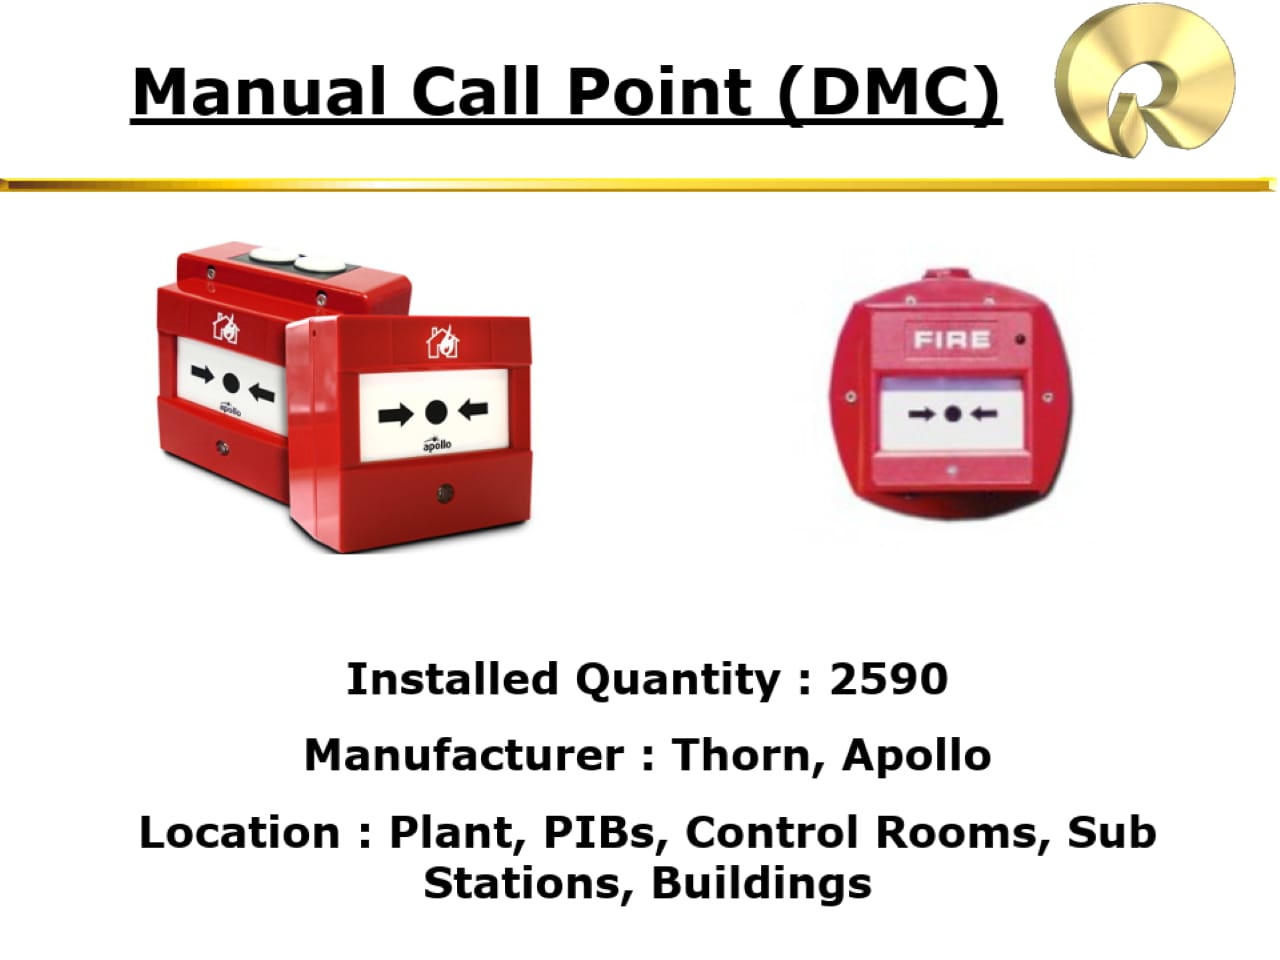 Manual Call Point (DMC)
apollo
apollo
FIRE
Installed Quantity : 2590
Manufacturer : Thorn, Apollo
Location : Plant, PIBs, Control Rooms, Sub
Stations, Buildings